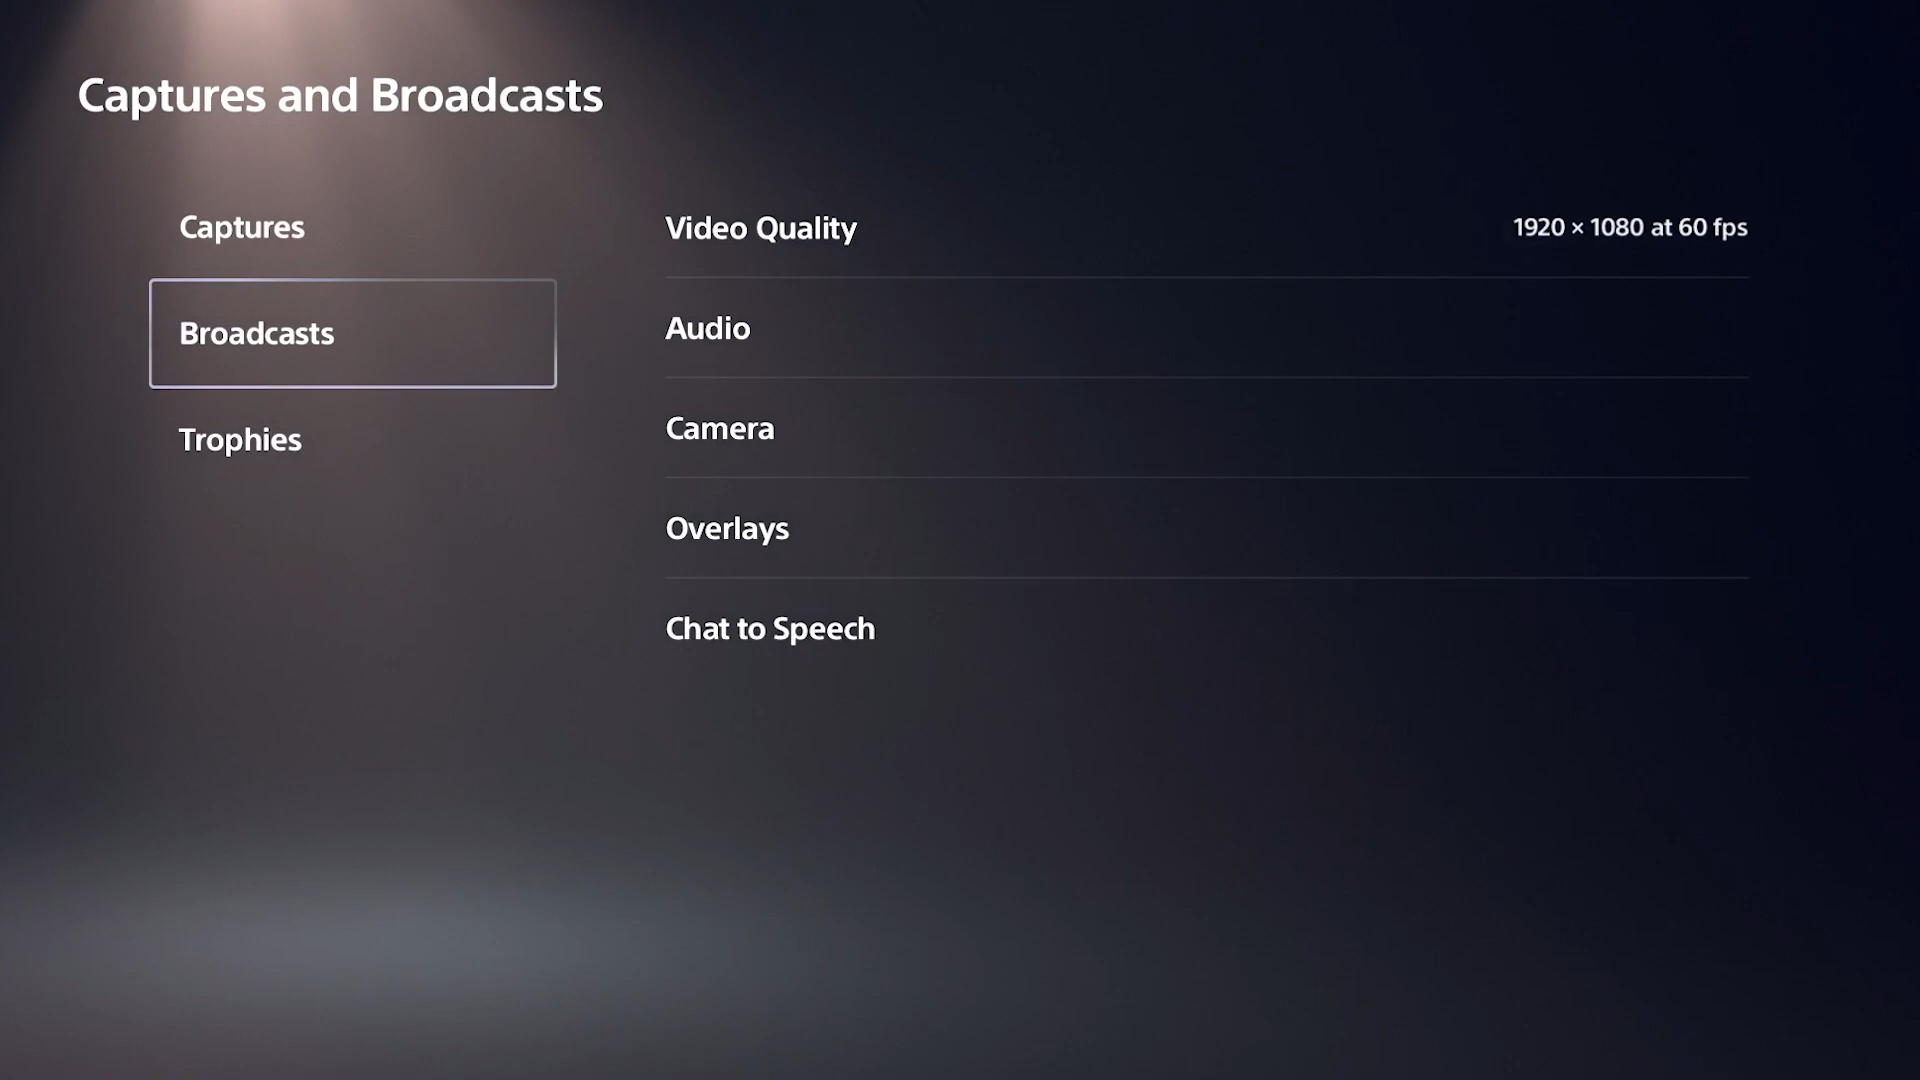 Captures and Broadcasts
Captures
Broadcasts
Trophies
Video Quality 1920 × 1080 at 60 fps
Audio
Camera
Overlays
Chat to Speech